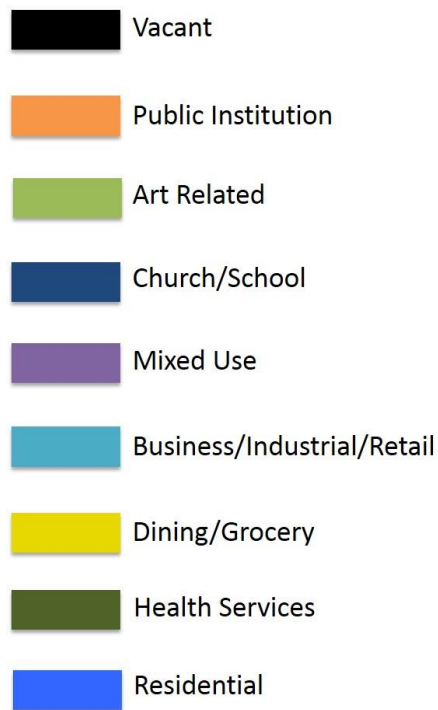 Vacant
Public Institution
Art Related
Church/School
Mixed Use
Business/Industrial/Retail
Dining/Grocery
Health Services
Residential